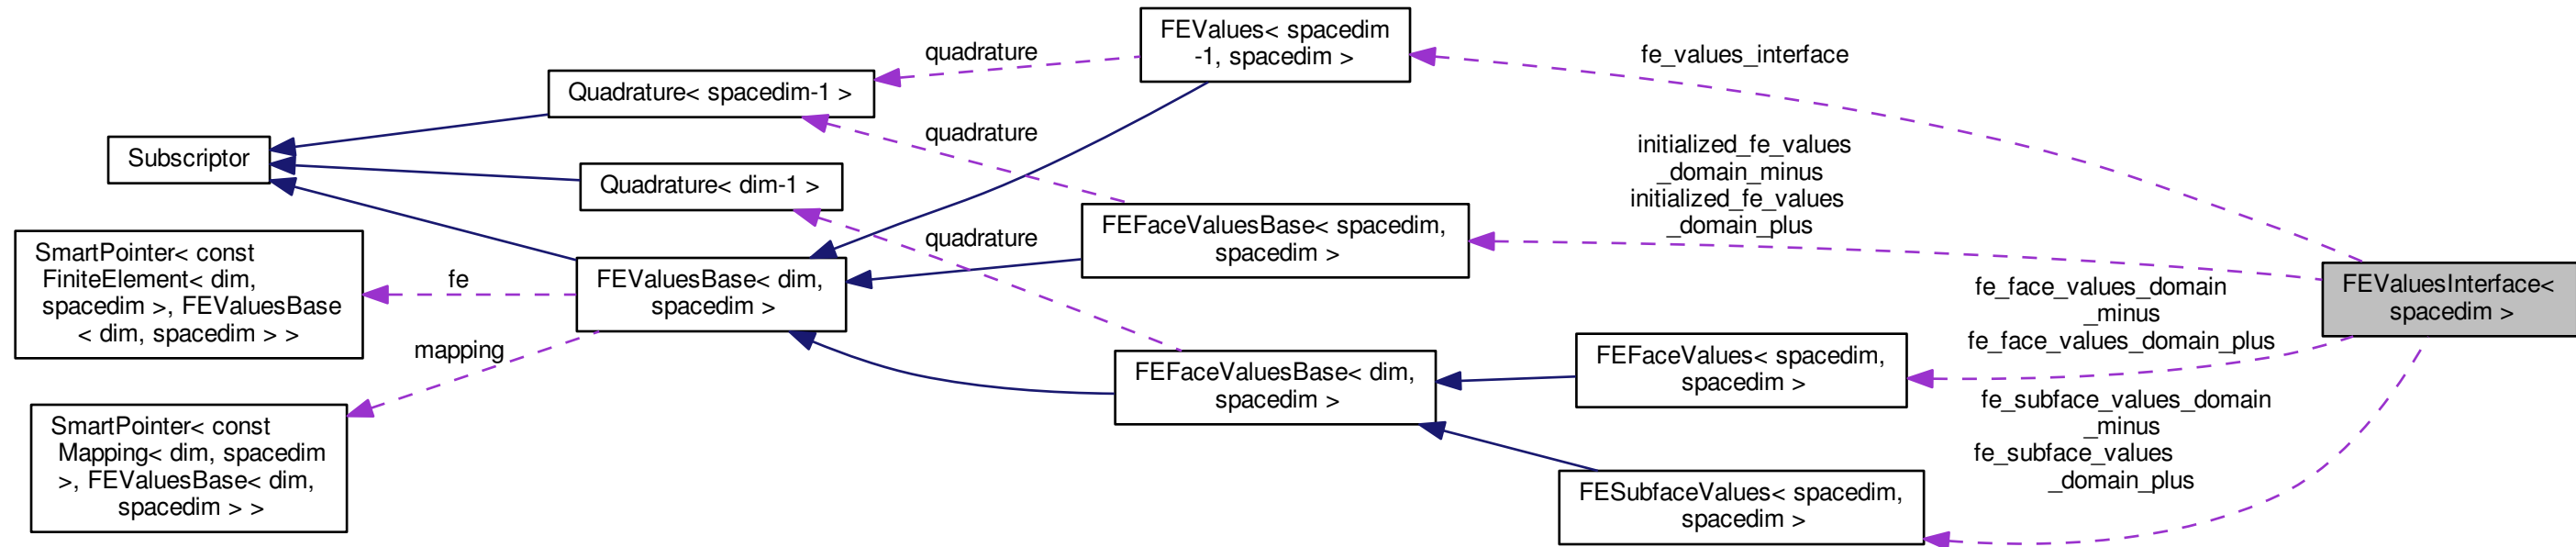 FEValues< spacedim
-1, spacedim >
quadrature
fe_values_interface
Quadrature< spacedim-1 >
quadrature
initialized_fe_values
_domain_minus
initialized_fe_values
_domain_plus
Subscriptor
Quadrature< dim-1 >
quadrature
FEFaceValuesBase< spacedim,
spacedim >
SmartPointer< const
FiniteElement< dim,
spacedim >, FEValuesBase
< dim, spacedim > >
fe
FEValuesBase< dim,
spacedim >
FEValuesInterface<
spacedim >
fe_face_values_domain
_minus
fe_face_values_domain_plus
mapping
FEFaceValuesBase< dim,
spacedim >
FEFaceValues< spacedim,
spacedim >
fe_subface_values_domain
_minus
fe_subface_values
_domain_plus
SmartPointer< const
Mapping< dim, spacedim
>, FEValuesBase< dim,
spacedim > >
FESubfaceValues< spacedim,
spacedim >